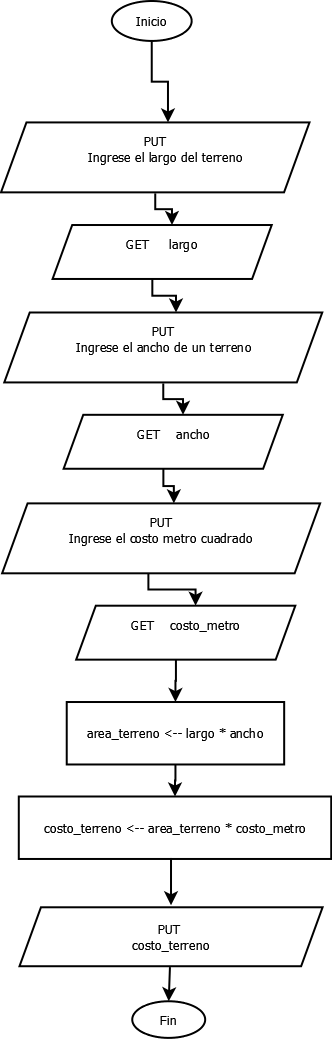 Inicio
PUT
Ingrese el largo del terreno
GET largo
PUT
Ingrese el ancho de un terreno
GET ancho
PUT
Ingrese el costo metro cuadrado
GET costo_metro
area_terreno <-- largo * ancho
costo_terreno <-- area_terreno * costo_metro
PUT
costo_terreno
Fin